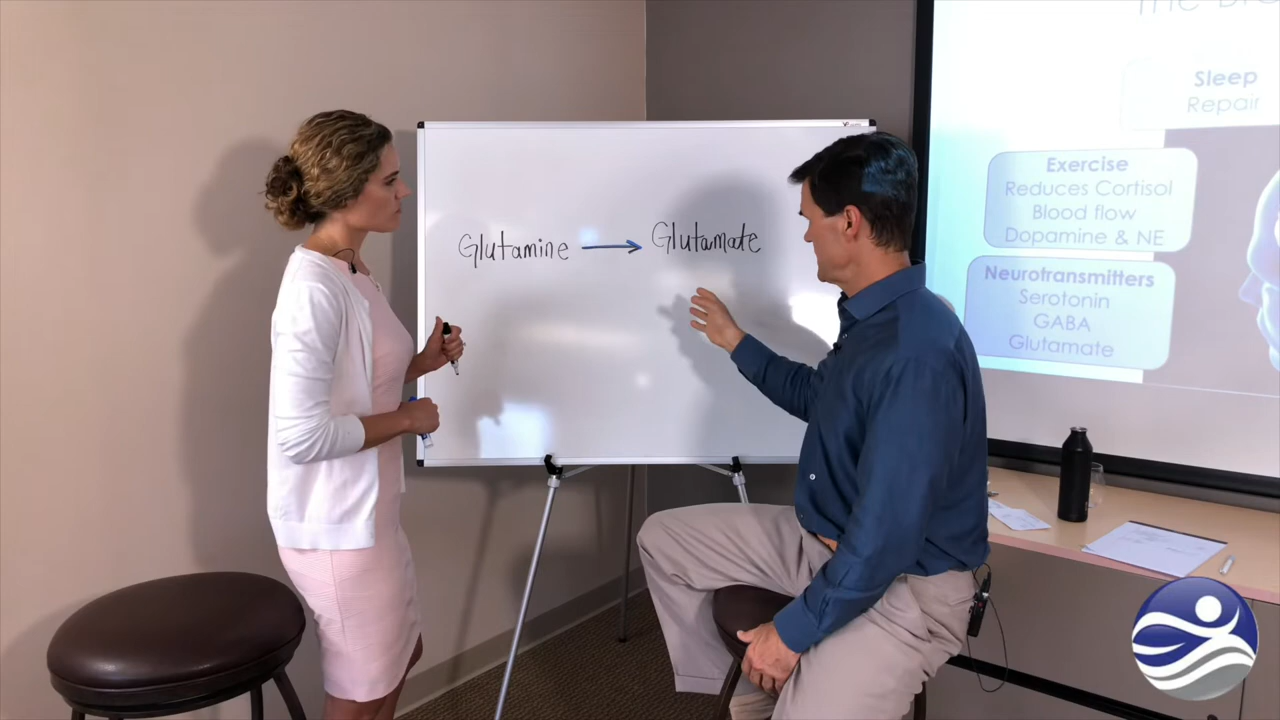 Glutamine → Glutamate
Sleep
Repair
Exercise
Reduces Cortisol
Blood flow
Dopamine & NE
Neurotransmitters
Serotonin
GABA
Glutamate